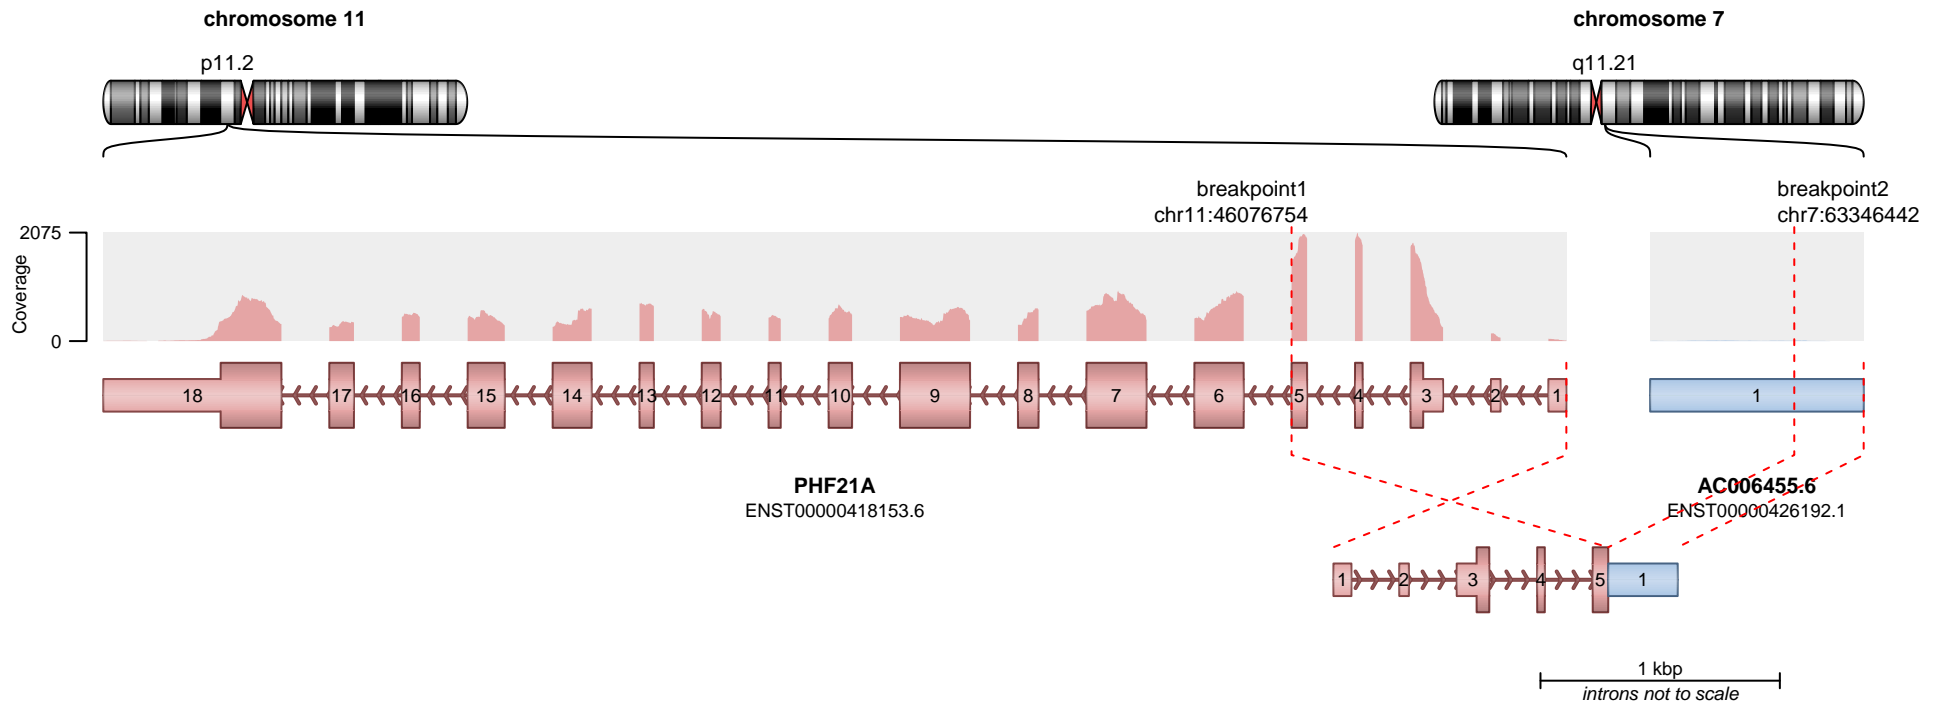 chromosome 11
chromosome 7
p11.2
q11.21
breakpoint1
chr11:46076754
breakpoint2
chr7:63346442
2075
Coverage
0
18 17 16 15 14 13 12 11 10 9 8 7 6 5 4 3 2 1
1
PHF21A
ENST00000418153.6
AC006455.6
ENST00000426192.1
1 2 3 4 5 1
1 kbp
introns not to scale